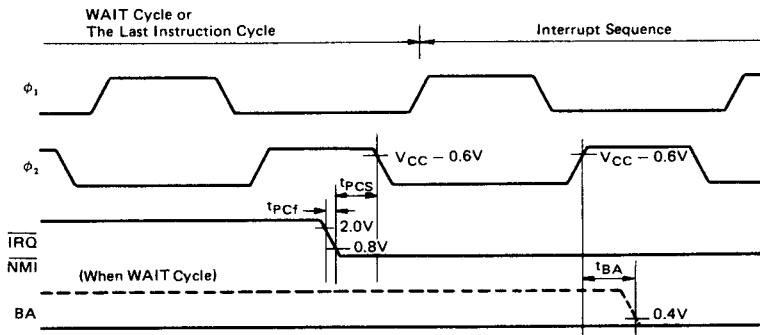 WAIT Cycle or
The Last Instruction Cycle
Interrupt Sequence
ϕ1
ϕ2
VCC − 0.6V
VCC − 0.6V
tPCS
tPCf
2.0V
0.8V
IRQ
NMI
(When WAIT Cycle)
tBA
BA
0.4V